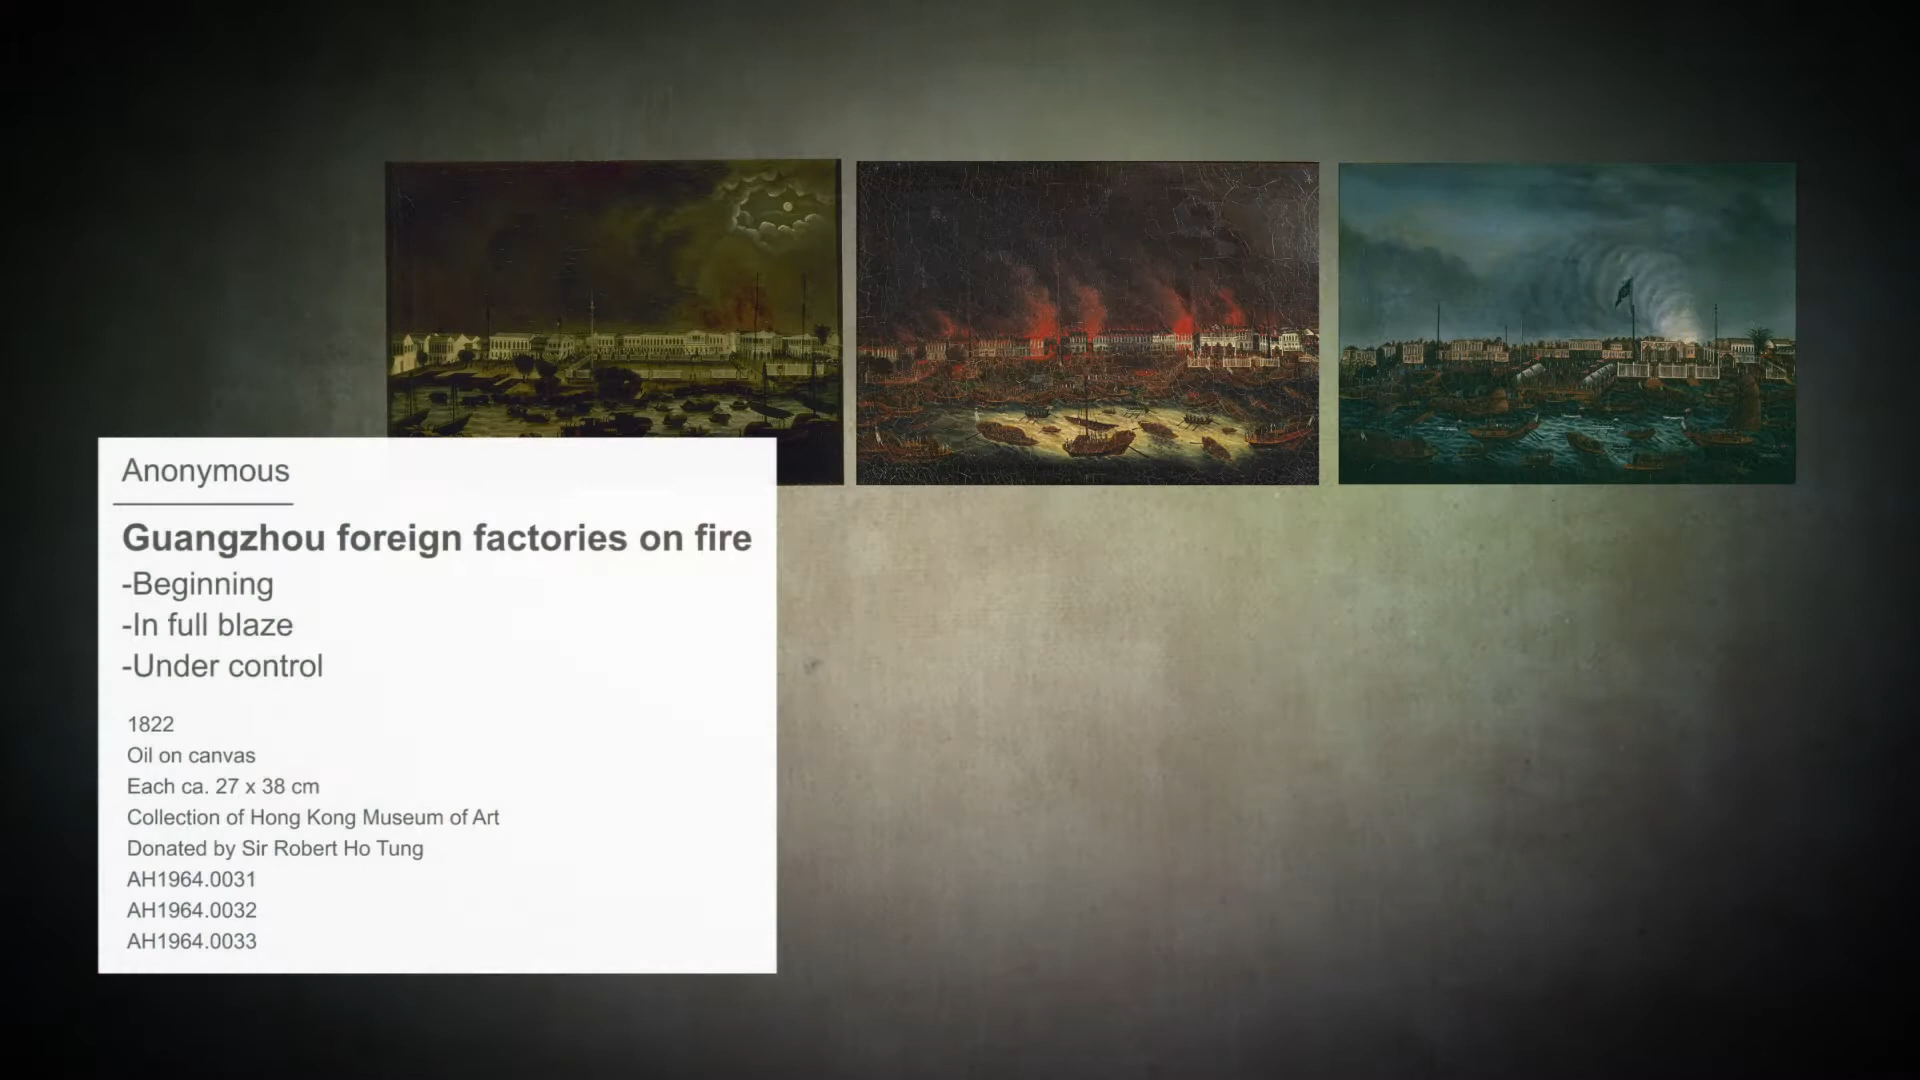 Anonymous
Guangzhou foreign factories on fire
-Beginning
-In full blaze
-Under control
1822
Oil on canvas
Each ca. 27 x 38 cm
Collection of Hong Kong Museum of Art
Donated by Sir Robert Ho Tung
AH1964.0031
AH1964.0032
AH1964.0033